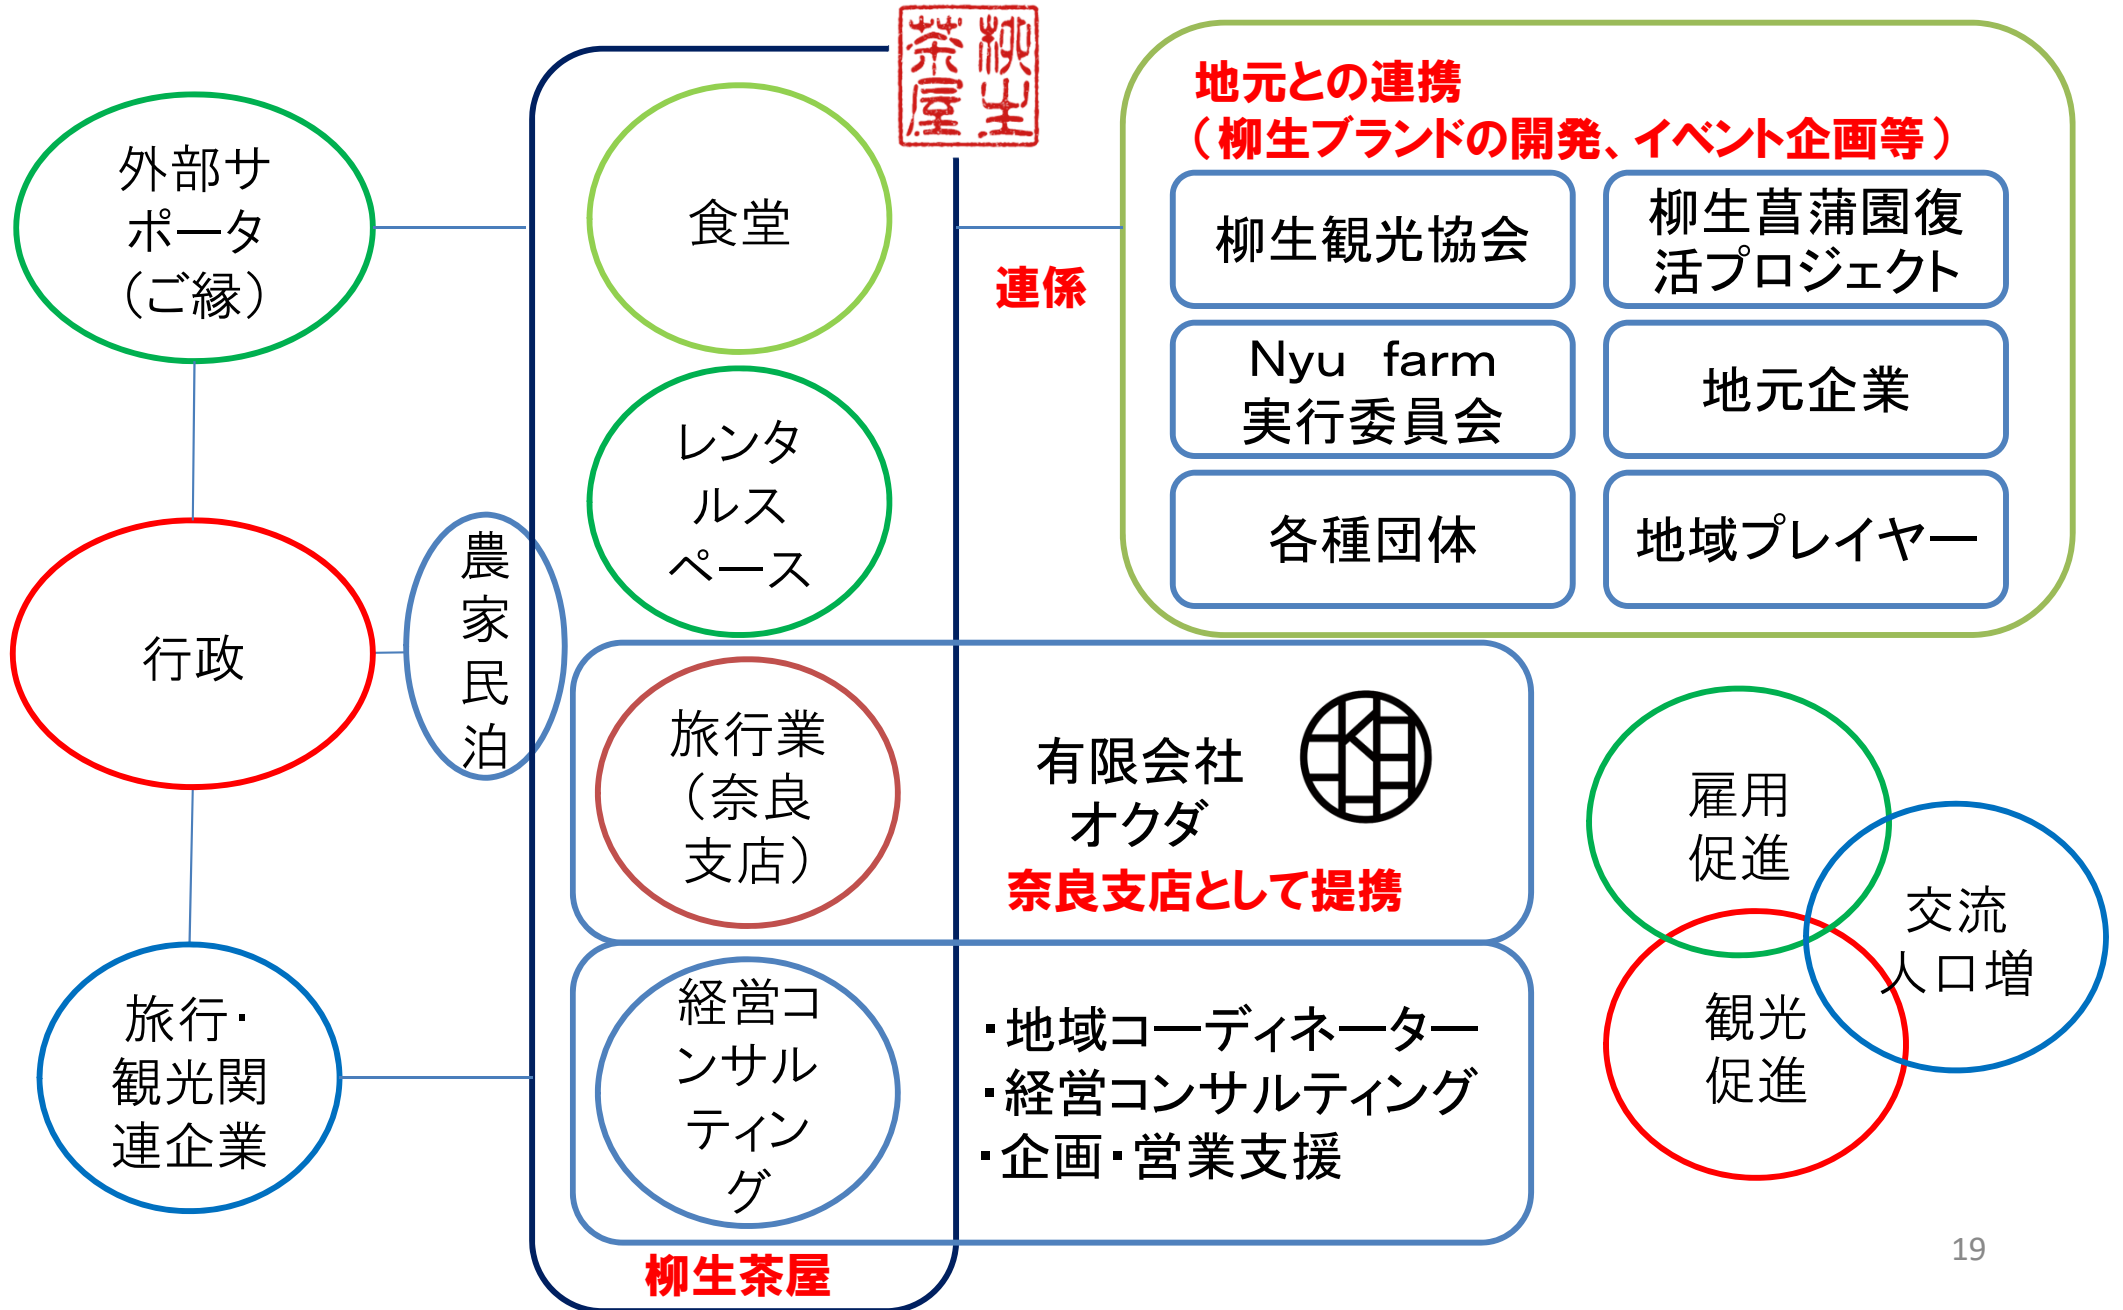 柳生
茶屋
外部サ
ポータ
（ご縁）
行政
旅行・
観光関
連企業
農
家
民
泊
食堂
レンタ
ルス
ペース
旅行業
（奈良
支店）
経営コ
ンサル
ティン
グ
柳生茶屋
連係
地元との連携
（柳生ブランドの開発、イベント企画等）
柳生観光協会
柳生菖蒲園復
活プロジェクト
Nyu　farm
実行委員会
地元企業
各種団体
地域プレイヤー
有限会社
オクダ
奈良支店として提携
・地域コーディネーター
・経営コンサルティング
・企画・営業支援
雇用
促進
交流
人口増
観光
促進
19